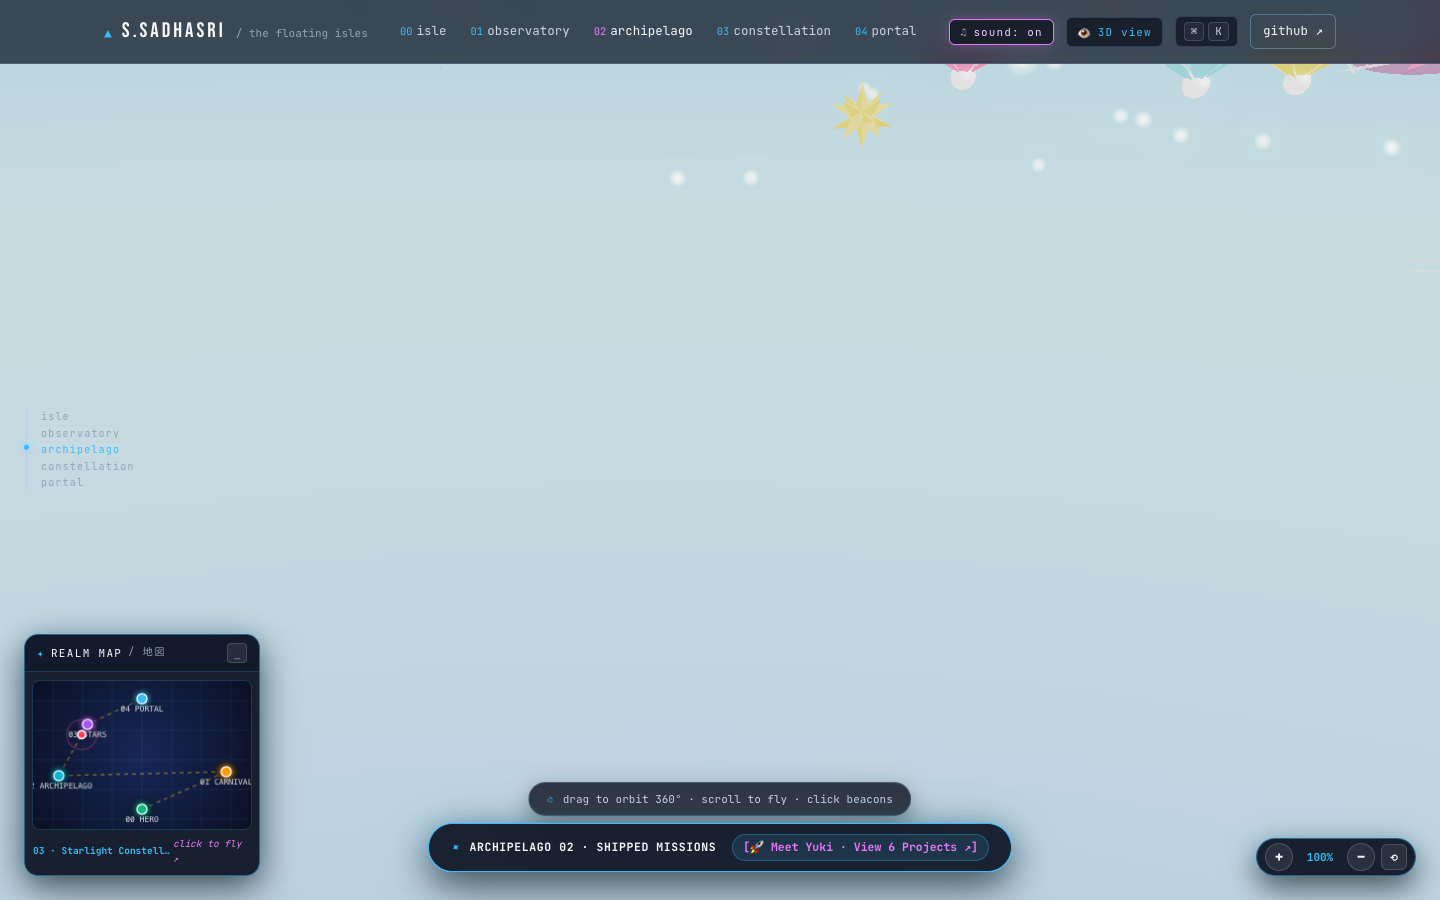 ▲ S.SADHASRI / the floating isles 00 isle 01 observatory 02 archipelago 03 constellation 04 portal ♫ sound: on 3D view ⌘ K github ↗
isle
observatory
archipelago
constellation
portal
REALM MAP / 地図 _
04 PORTAL
ARCHIPELAGO
01 CARNIVAL
00 HERO
03 · Starlight Constell… click to fly ↗
drag to orbit 360° · scroll to fly · click beacons
ARCHIPELAGO 02 · SHIPPED MISSIONS [🚀 Meet Yuki · View 6 Projects ↗]
+ 100% − ⟲